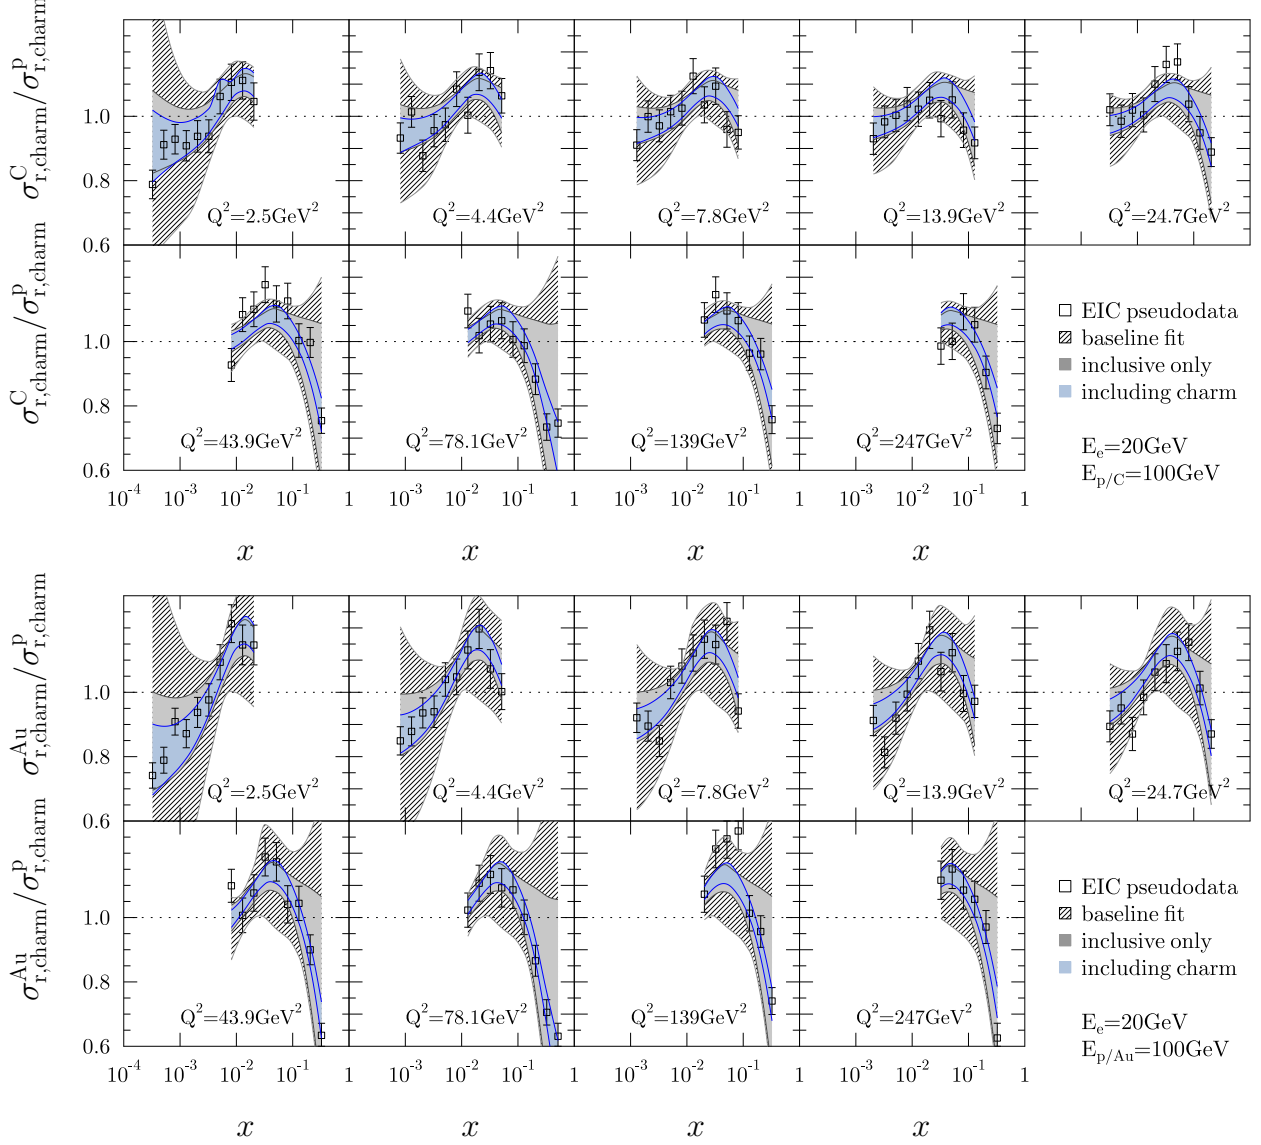 σ^C_r,charm/σ^p_r,charm
1.0
0.8
0.6
Q²=2.5GeV² Q²=4.4GeV² Q²=7.8GeV² Q²=13.9GeV² Q²=24.7GeV²
σ^C_r,charm/σ^p_r,charm
1.0
0.8
0.6
Q²=43.9GeV² Q²=78.1GeV² Q²=139GeV² Q²=247GeV²
EIC pseudodata
baseline fit
inclusive only
including charm
E_e=20GeV
E_p/C=100GeV
10⁻⁴ 10⁻³ 10⁻² 10⁻¹ 1 10⁻³ 10⁻² 10⁻¹ 1 10⁻³ 10⁻² 10⁻¹ 1 10⁻³ 10⁻² 10⁻¹ 1
x x x x
σ^Au_r,charm/σ^p_r,charm
1.0
0.8
0.6
Q²=2.5GeV² Q²=4.4GeV² Q²=7.8GeV² Q²=13.9GeV² Q²=24.7GeV²
σ^Au_r,charm/σ^p_r,charm
1.0
0.8
0.6
Q²=43.9GeV² Q²=78.1GeV² Q²=139GeV² Q²=247GeV²
EIC pseudodata
baseline fit
inclusive only
including charm
E_e=20GeV
E_p/Au=100GeV
10⁻⁴ 10⁻³ 10⁻² 10⁻¹ 1 10⁻³ 10⁻² 10⁻¹ 1 10⁻³ 10⁻² 10⁻¹ 1 10⁻³ 10⁻² 10⁻¹ 1
x x x x